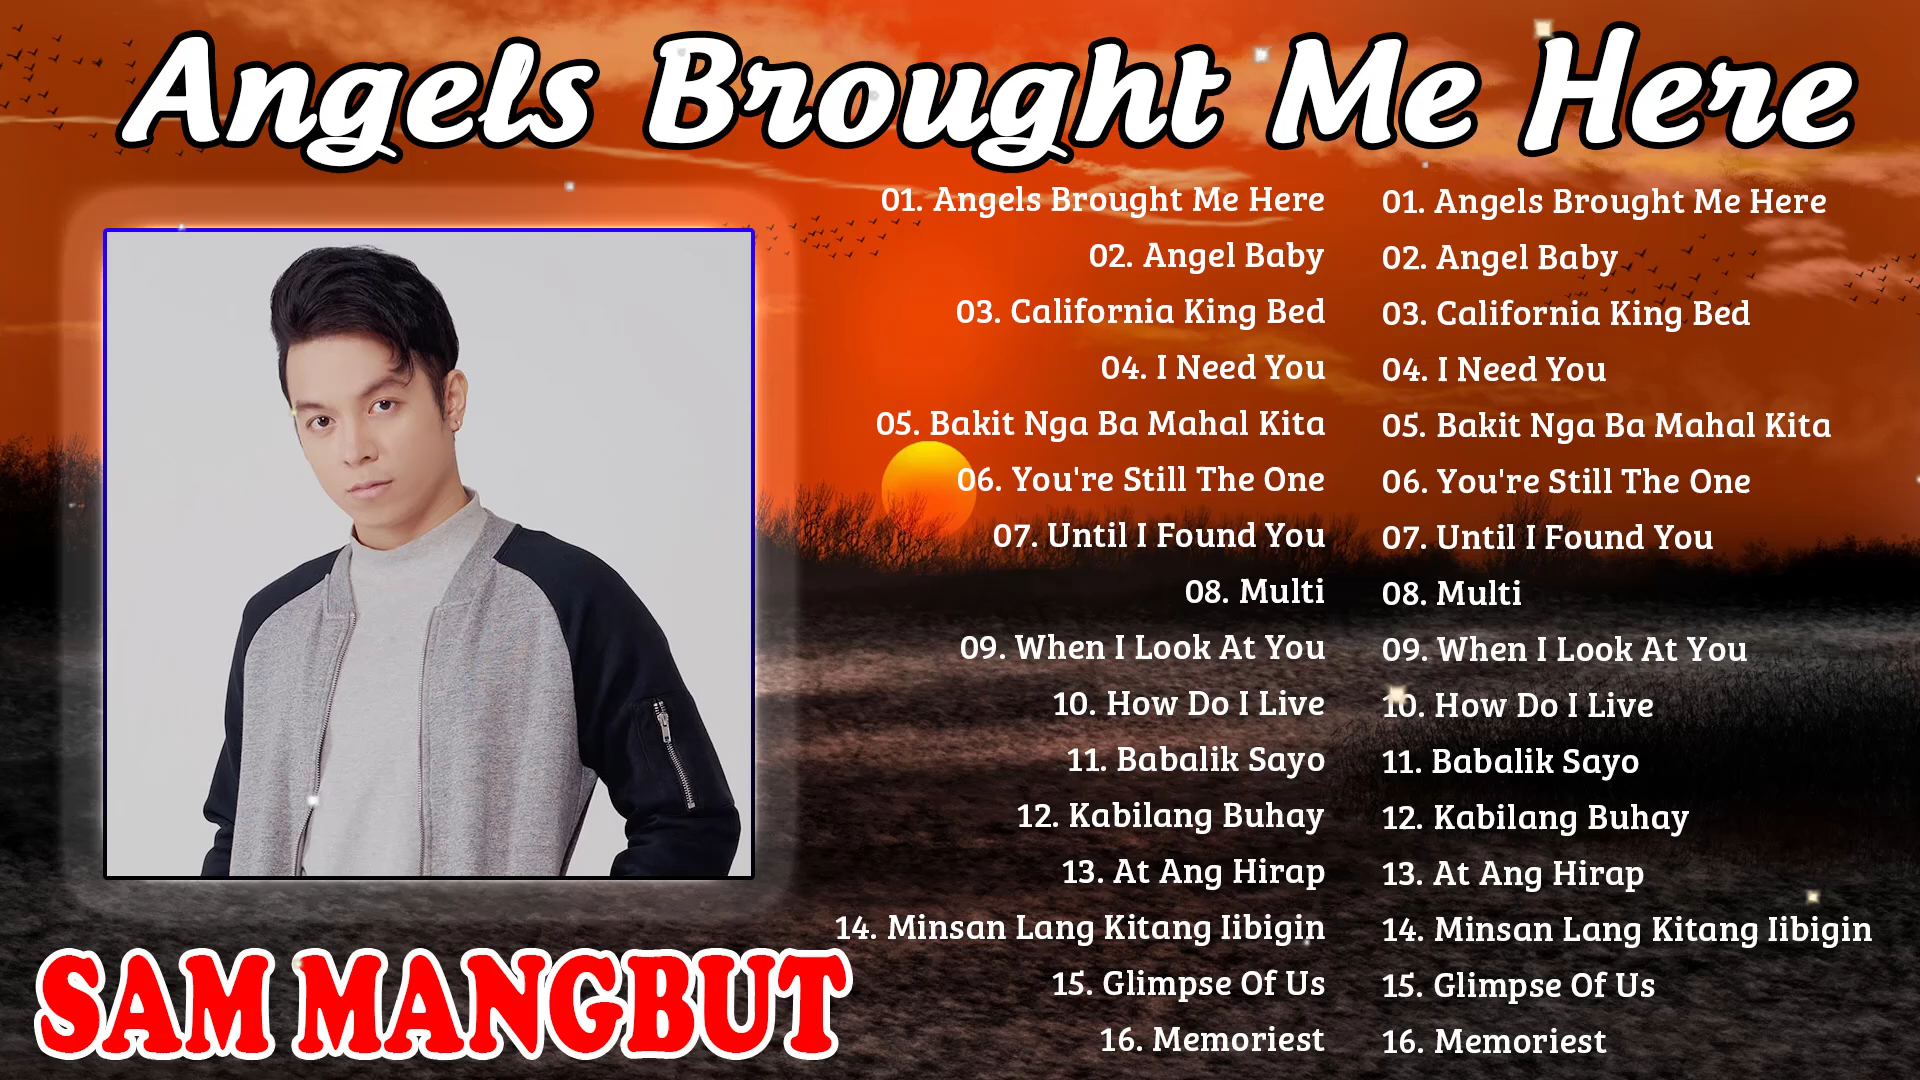 Angels Brought Me Here
01. Angels Brought Me Here
02. Angel Baby
03. California King Bed
04. I Need You
05. Bakit Nga Ba Mahal Kita
06. You're Still The One
07. Until I Found You
08. Multi
09. When I Look At You
10. How Do I Live
11. Babalik Sayo
12. Kabilang Buhay
13. At Ang Hirap
14. Minsan Lang Kitang Iibigin
15. Glimpse Of Us
16. Memoriest
01. Angels Brought Me Here
02. Angel Baby
03. California King Bed
04. I Need You
05. Bakit Nga Ba Mahal Kita
06. You're Still The One
07. Until I Found You
08. Multi
09. When I Look At You
10. How Do I Live
11. Babalik Sayo
12. Kabilang Buhay
13. At Ang Hirap
14. Minsan Lang Kitang Iibigin
15. Glimpse Of Us
16. Memoriest
SAM MANGBUT